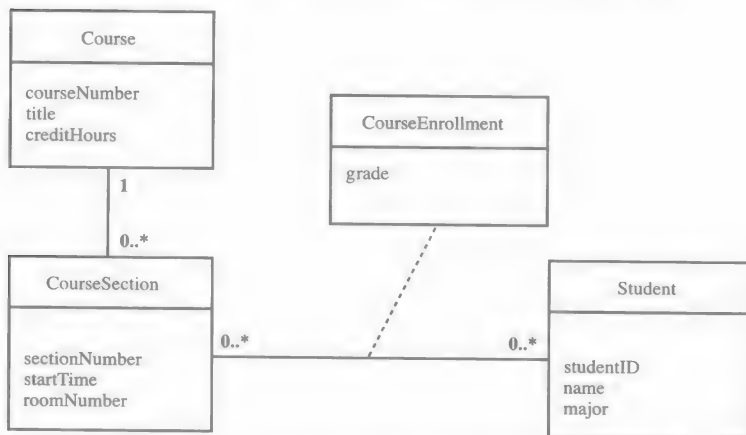 Course
courseNumber
title
creditHours
CourseEnrollment
grade
1
0..*
CourseSection
sectionNumber
startTime
roomNumber
0..*
0..*
Student
studentID
name
major